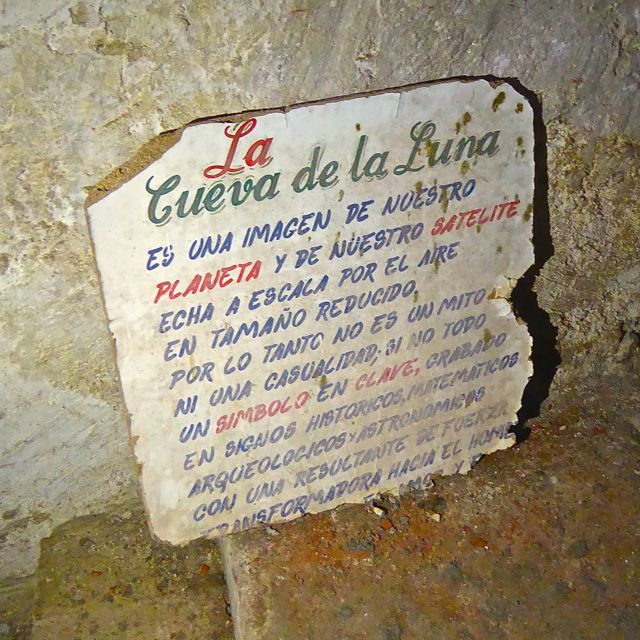 La
Cueva de la Luna
ES UNA IMAGEN DE NUESTRO
PLANETA Y DE NUESTRO SATELITE
ECHA A ESCALA POR EL AIRE
EN TAMAÑO REDUCIDO,
POR LO TANTO NO ES UN MITO
NI UNA CASUALIDAD, SI NO TODO
UN SIMBOLO EN CLAVE, GRABADO
EN SIGNOS HISTORICOS, MATEMATICOS
ARQUEOLOGICOS Y ASTRONOMICOS
CON UNA RESULTANTE DE FUERZA
TRANSFORMADORA HACIA EL HOMB